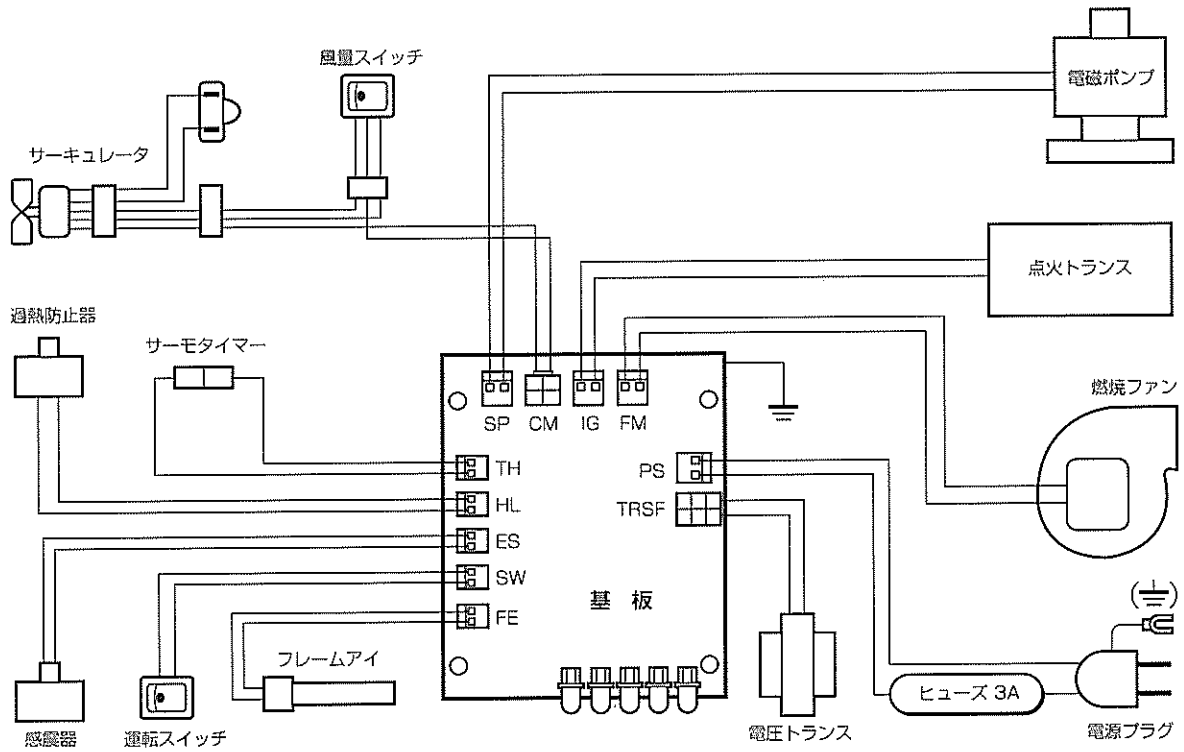 風量スイッチ
電磁ポンプ
サーキュレータ
点火トランス
過熱防止器
サーモタイマー
燃焼ファン
SP CM IG FM
TH
PS
HL
TRSF
ES
SW
基 板
FE
フレームアイ
ヒューズ 3A
感震器
運転スイッチ
電圧トランス
電源プラグ